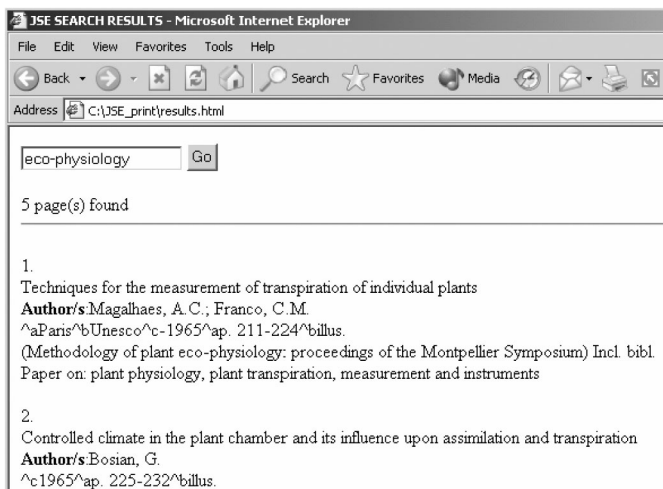 JSE SEARCH RESULTS - Microsoft Internet Explorer
File Edit View Favorites Tools Help
Back Search Favorites Media
Address C:\JSE_print\results.html
eco-physiology Go
5 page(s) found
1.
Techniques for the measurement of transpiration of individual plants
Author/s:Magalhaes, A.C.; Franco, C.M.
^aParis^bUnesco^c-1965^ap. 211-224^billus.
(Methodology of plant eco-physiology: proceedings of the Montpellier Symposium) Incl. bibl.
Paper on: plant physiology, plant transpiration, measurement and instruments
2.
Controlled climate in the plant chamber and its influence upon assimilation and transpiration
Author/s:Bosian, G.
^c1965^ap. 225-232^billus.